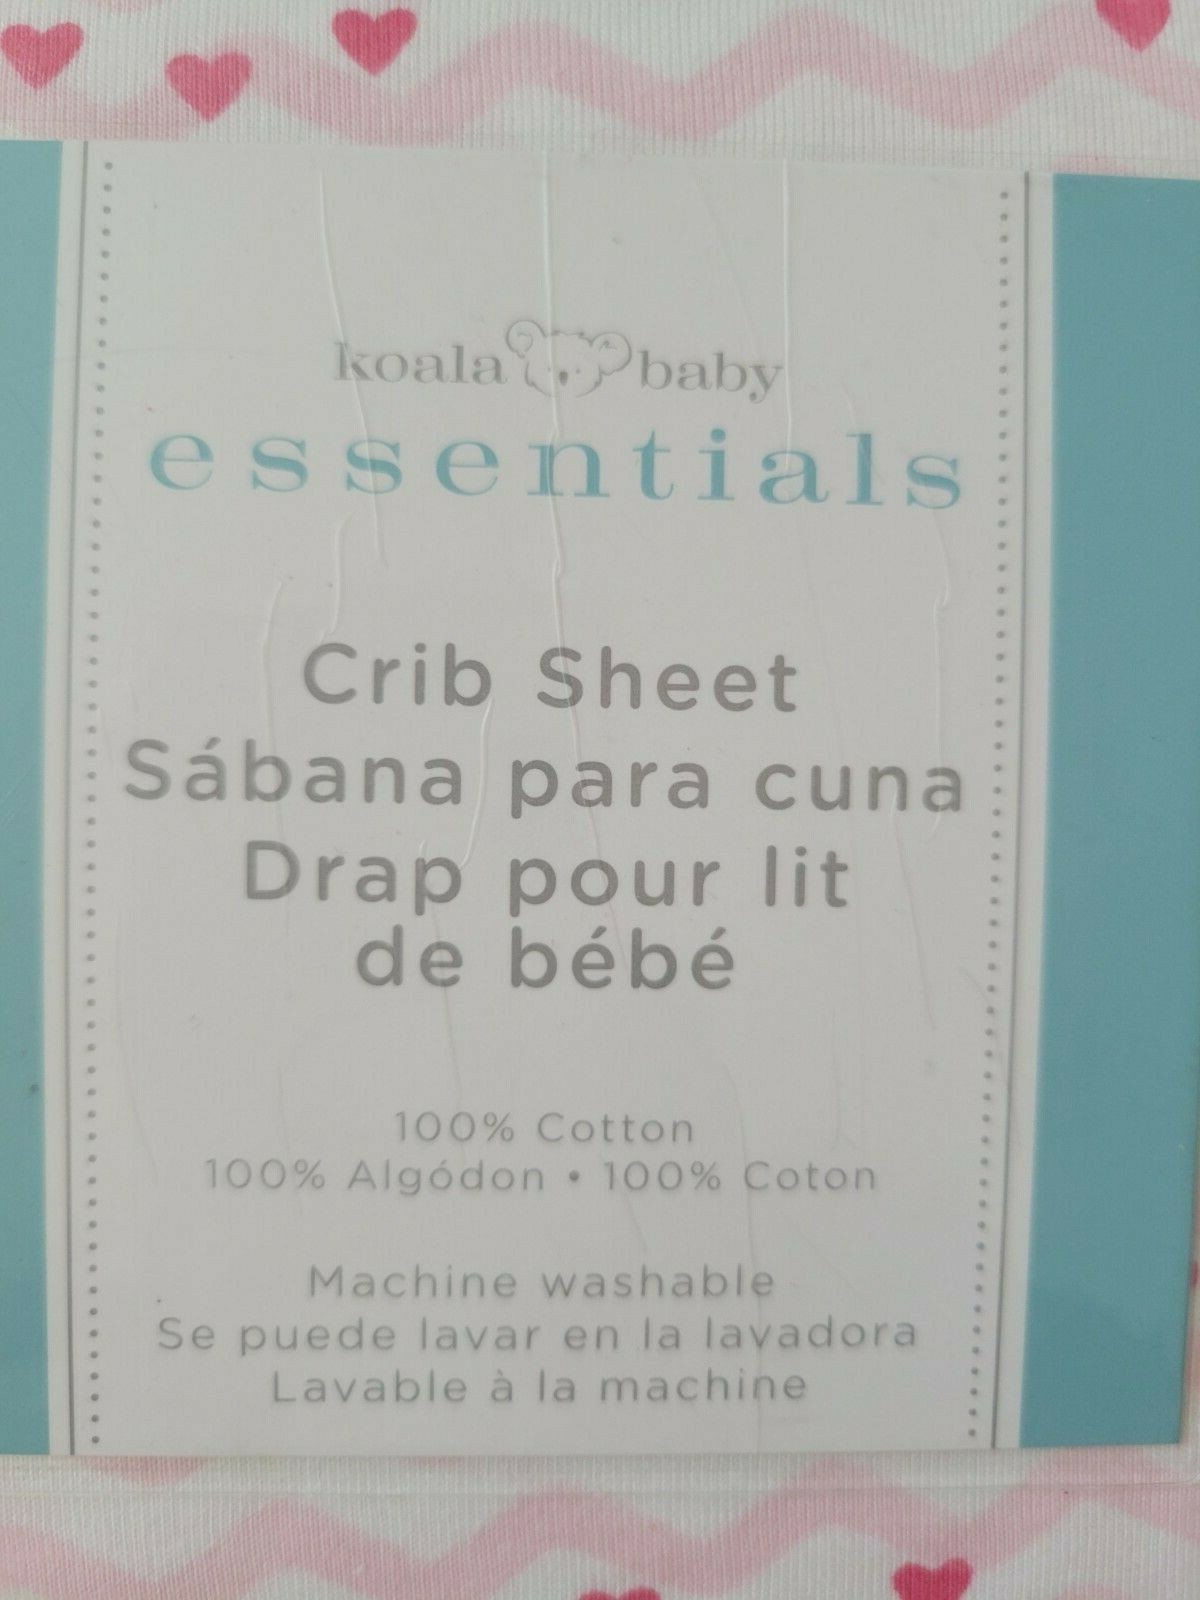 koala baby
essentials
Crib Sheet
Sábana para cuna
Drap pour lit
de bébé
100% Cotton
100% Algódon • 100% Coton
Machine washable
Se puede lavar en la lavadora
Lavable à la machine